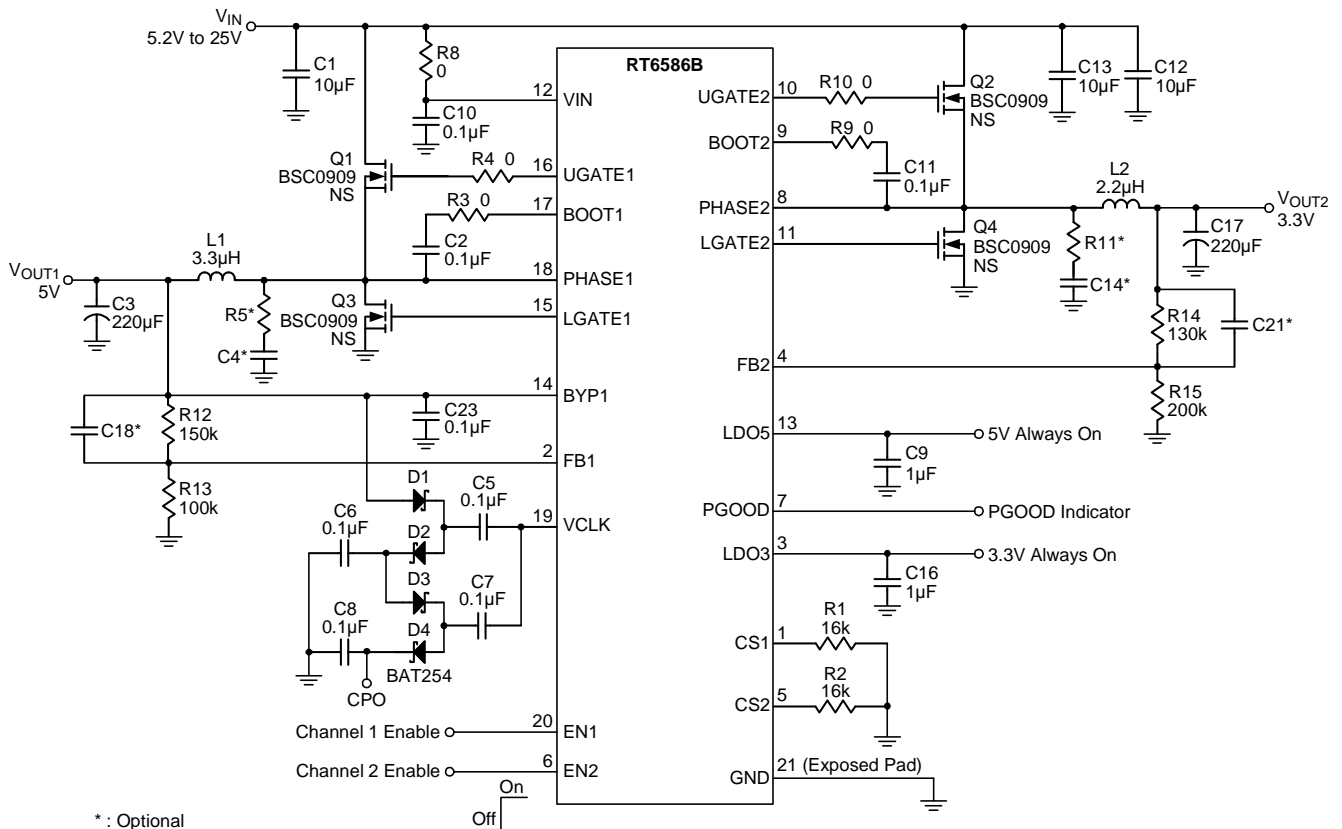 VIN
5.2V to 25V
C1
10µF
R8
0
C10
0.1µF
12
VIN
RT6586B
UGATE2
10
R10 0
Q2
BSC0909
NS
C13
10µF
C12
10µF
BOOT2
9
R9 0
C11
0.1µF
Q1
BSC0909
NS
R4 0
16
UGATE1
R3 0
17
BOOT1
C2
0.1µF
PHASE2
8
L2
2.2µH
VOUT2
3.3V
LGATE2
11
Q4
BSC0909
NS
R11*
C14*
C17
220µF
VOUT1
5V
L1
3.3µH
18
PHASE1
C3
220µF
R5*
C4*
Q3
BSC0909
NS
15
LGATE1
R14
130k
C21*
FB2
4
R15
200k
14
BYP1
C23
0.1µF
C18*
R12
150k
2
FB1
R13
100k
LDO5
13
5V Always On
C9
1µF
D1
C5
0.1µF
19
VCLK
C6
0.1µF
D2
D3
C7
0.1µF
C8
0.1µF
D4
BAT254
CPO
PGOOD
7
PGOOD Indicator
LDO3
3
3.3V Always On
C16
1µF
CS1
1
R1
16k
CS2
5
R2
16k
Channel 1 Enable
20
EN1
Channel 2 Enable
6
EN2
GND
21 (Exposed Pad)
On
Off
* : Optional